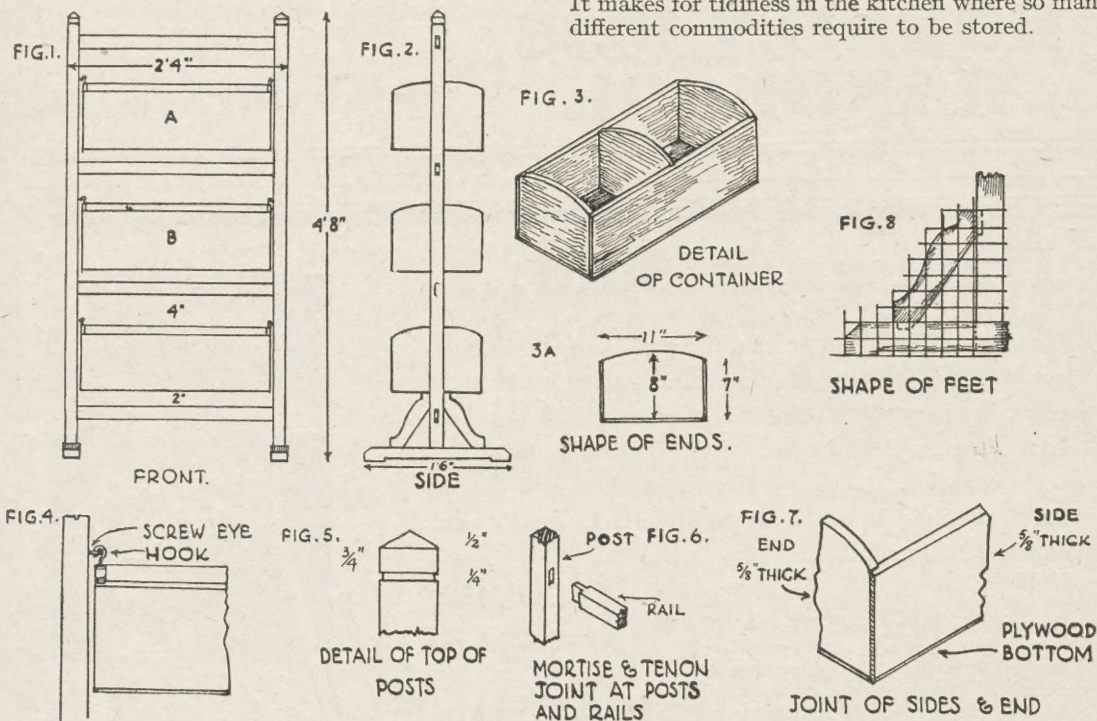 It makes for tidiness in the kitchen where so man
different commodities require to be stored.
FIG.1.
2'4"
A
B
4"
2"
4'8"
FRONT.
FIG.2.
1'6"
SIDE
FIG. 3.
DETAIL
OF CONTAINER
3A
11"
8"
7"
SHAPE OF ENDS.
FIG.8
SHAPE OF FEET
FIG.4.
SCREW EYE
HOOK
FIG.5.
3/4"
1/2"
1/4"
DETAIL OF TOP OF
POSTS
POST FIG.6.
RAIL
MORTISE & TENON
JOINT AT POSTS
AND RAILS
FIG.7.
END
5/8" THICK
SIDE
5/8" THICK
PLYWOOD
BOTTOM
JOINT OF SIDES & END